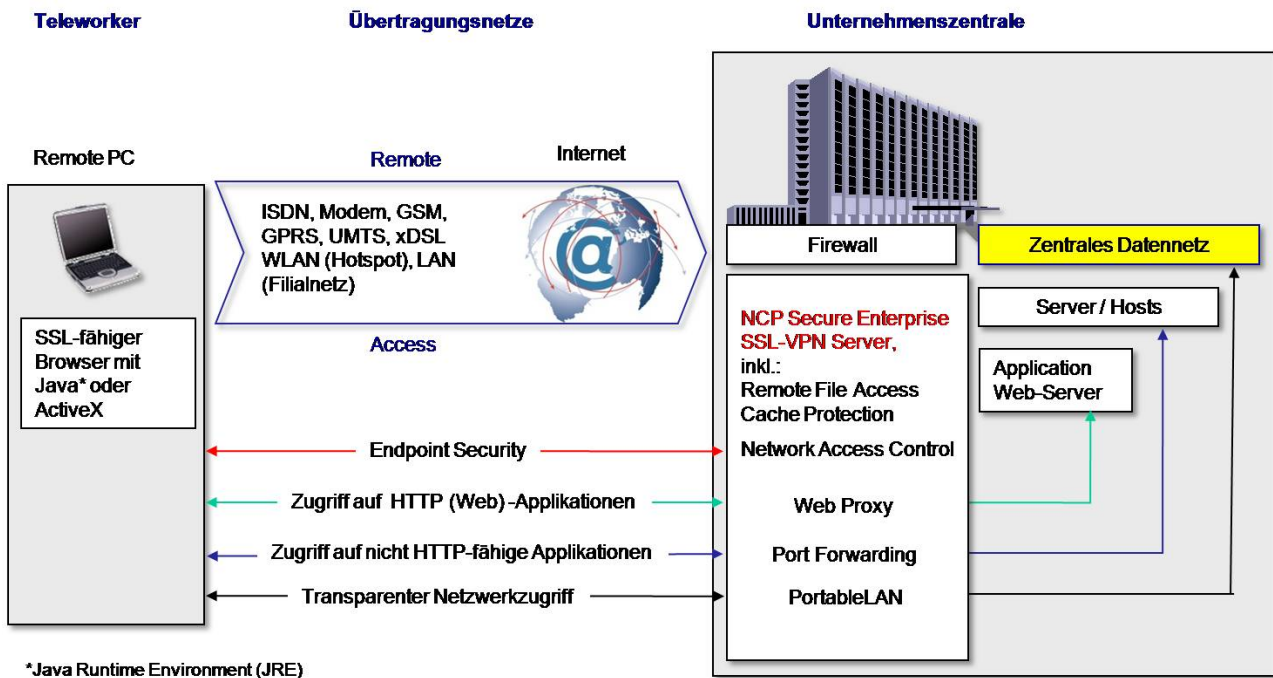 Teleworker
Übertragungsnetze
Unternehmenszentrale
Remote PC
Remote
Internet
ISDN, Modem, GSM,
GPRS, UMTS, xDSL
WLAN (Hotspot), LAN
(Filialnetz)
@
Access
SSL-fähiger
Browser mit
Java* oder
ActiveX
Firewall
Zentrales Datennetz
NCP Secure Enterprise
SSL-VPN Server,
inkl.:
Remote File Access
Cache Protection
Server / Hosts
Application
Web-Server
Endpoint Security
Network Access Control
Zugriff auf HTTP (Web) -Applikationen
Web Proxy
Zugriff auf nicht HTTP-fähige Applikationen
Port Forwarding
Transparenter Netzwerkzugriff
PortableLAN
*Java Runtime Environment (JRE)